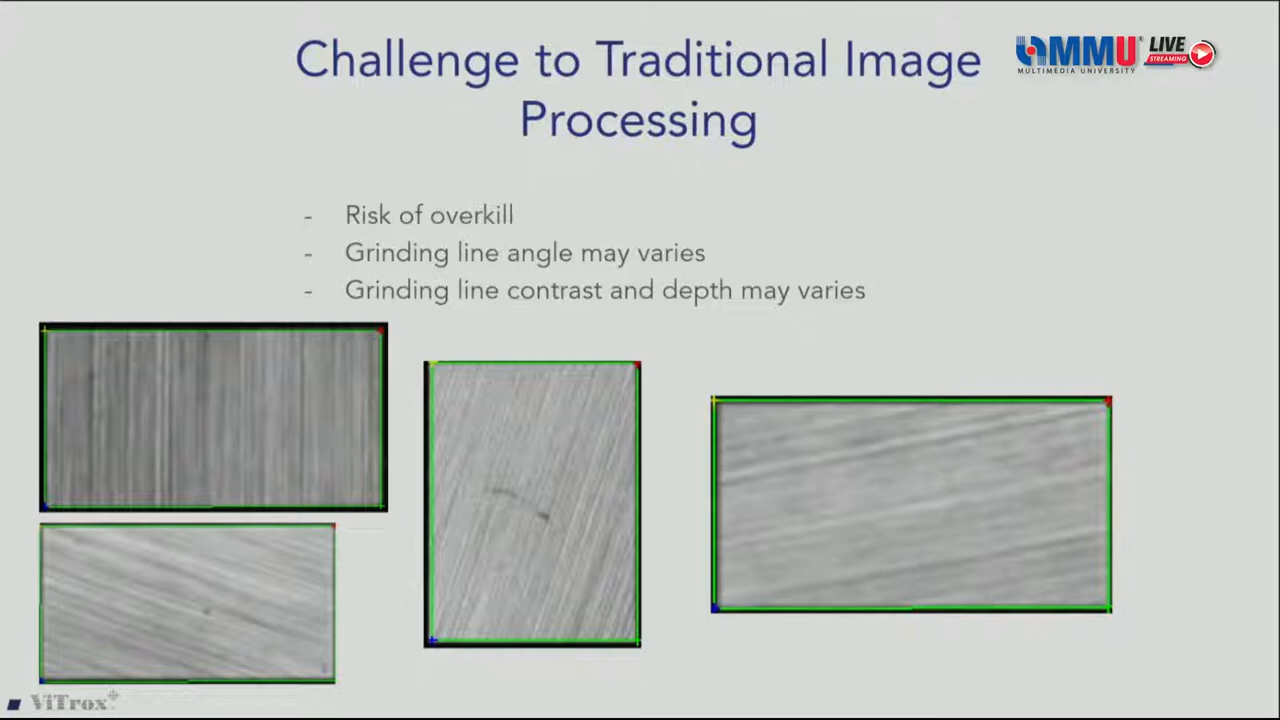 Challenge to Traditional Image
Processing
MMU
MULTIMEDIA UNIVERSITY
LIVE
STREAMING
- Risk of overkill
- Grinding line angle may varies
- Grinding line contrast and depth may varies
ViTrox